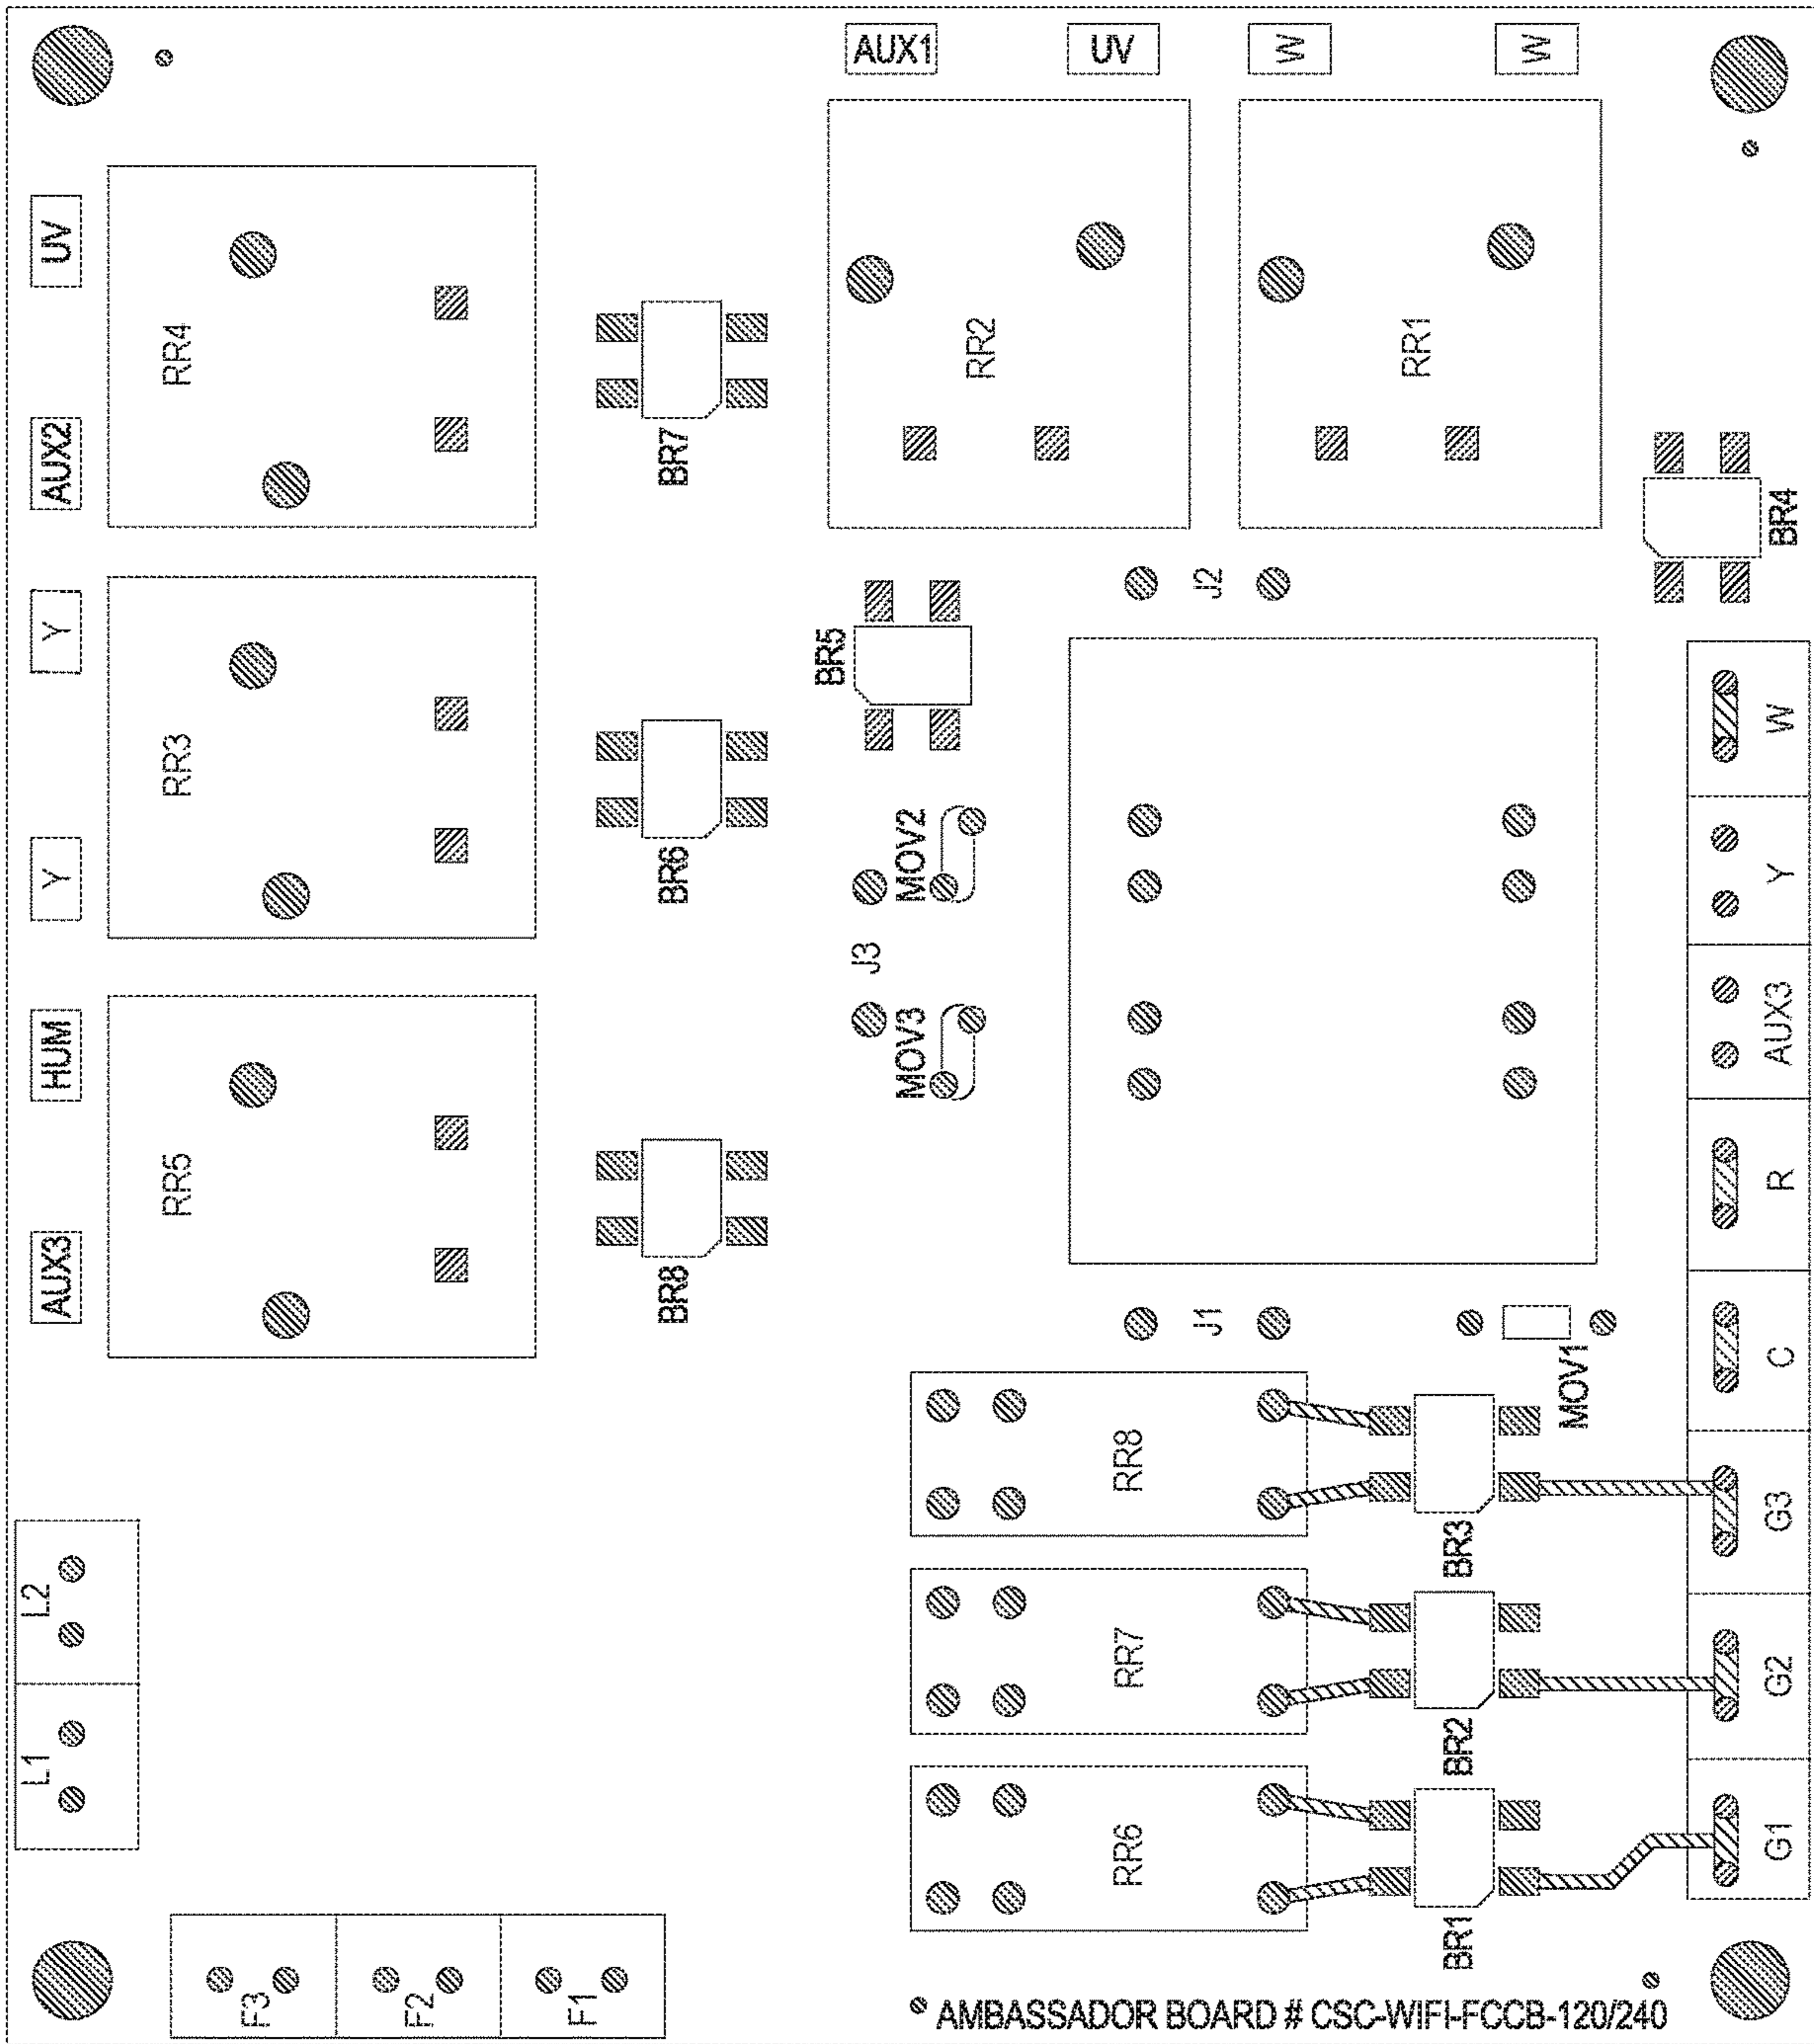 AUX1
UV
W
W
UV
RR4
AUX2
BR7
RR2
RR1
BR4
Y
RR3
Y
BR6
BR5
J2
MOV2
J3
MOV3
HUM
RR5
AUX3
BR8
J1
MOV1
W
Y
AUX3
R
C
G3
G2
G1
RR8
BR3
RR7
BR2
RR6
BR1
L2
L1
F3
F2
F1
AMBASSADOR BOARD # CSC-WIFI-FCCB-120/240